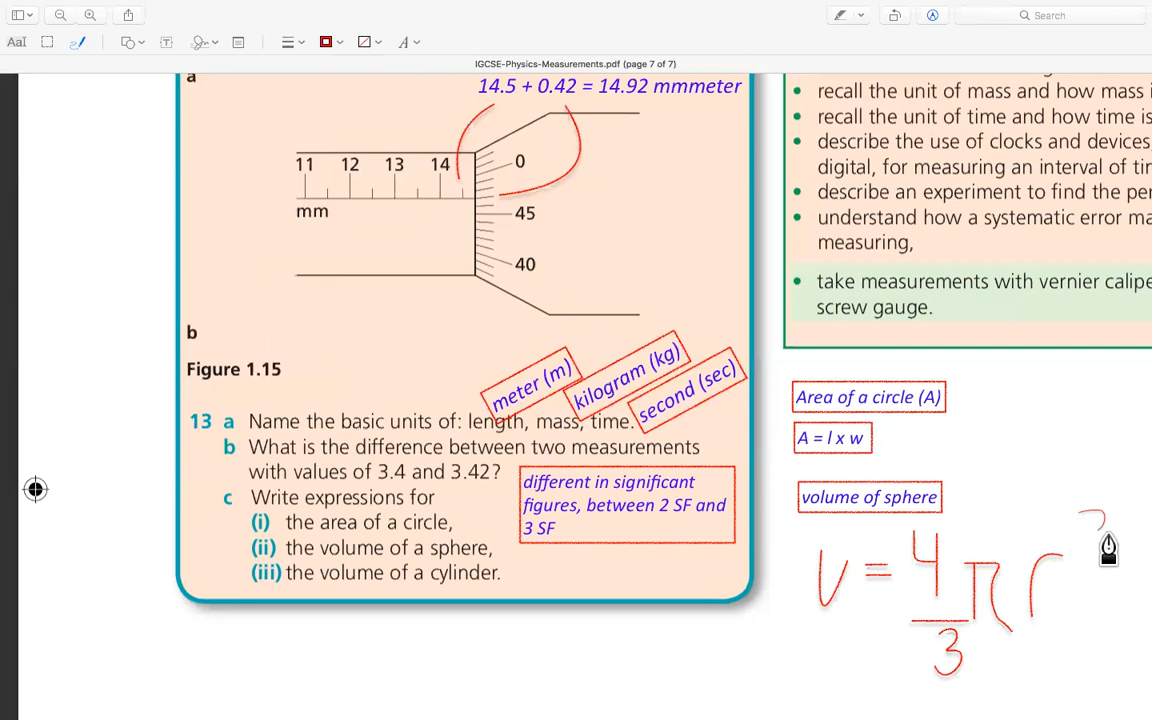 AaI
Search
IGCSE-Physics-Measurements.pdf (page 7 of 7)
a
14.5 + 0.42 = 14.92 mmmeter
11 12 13 14
0
mm
45
40
b
Figure 1.15
meter (m)
kilogram (kg)
second (sec)
13 a Name the basic units of: length, mass, time.
b What is the difference between two measurements
with values of 3.4 and 3.42?
different in significant
figures, between 2 SF and
3 SF
c Write expressions for
(i) the area of a circle,
(ii) the volume of a sphere,
(iii) the volume of a cylinder.
• recall the unit of mass and how mass i
• recall the unit of time and how time is
• describe the use of clocks and devices,
digital, for measuring an interval of tin
• describe an experiment to find the per
• understand how a systematic error ma
measuring,
• take measurements with vernier calipe
screw gauge.
Area of a circle (A)
A = l x w
volume of sphere
V = 4/3 π r